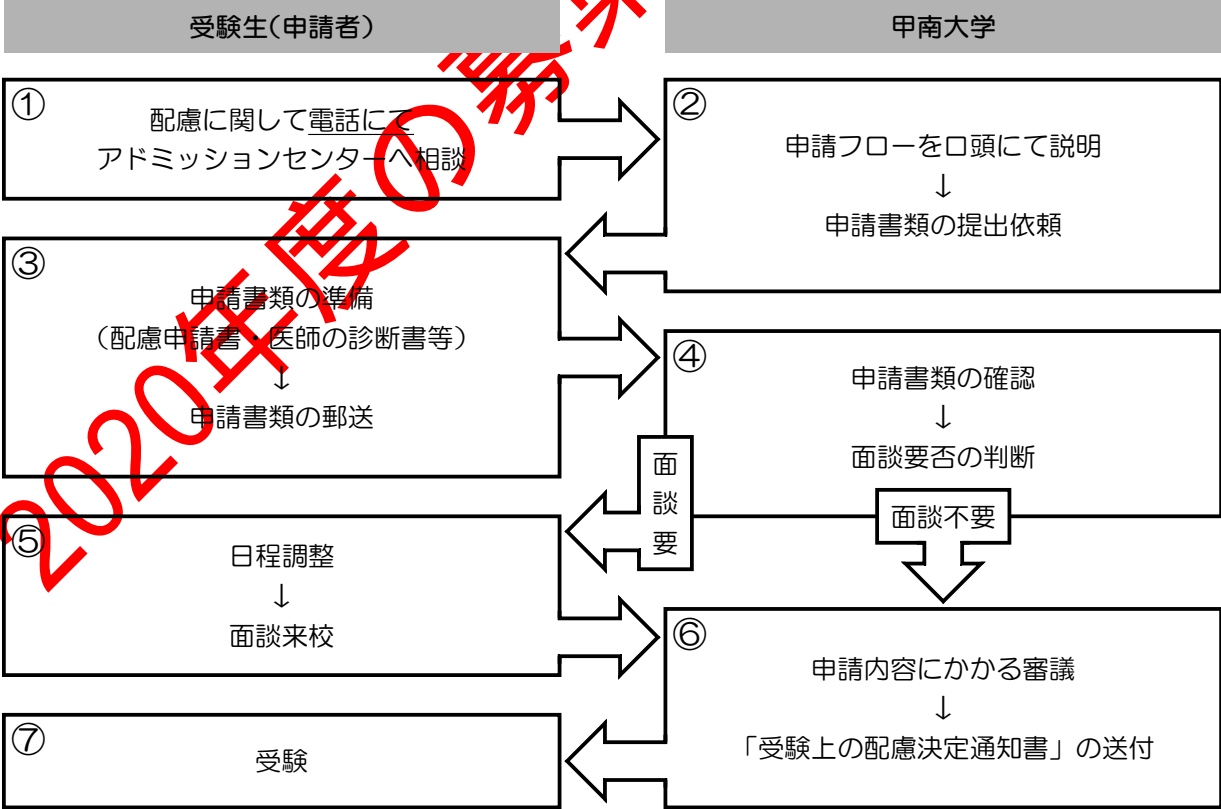 受験生(申請者)
甲南大学
①
配慮に関して電話にて
アドミッションセンターへ相談
②
申請フローを口頭にて説明
↓
申請書類の提出依頼
③
申請書類の準備
(配慮申請書・医師の診断書等)
↓
申請書類の郵送
④
申請書類の確認
↓
面談要否の判断
面談要
面談不要
⑤
日程調整
↓
面談来校
⑥
申請内容にかかる審議
↓
「受験上の配慮決定通知書」の送付
⑦
受験
2020年度の募